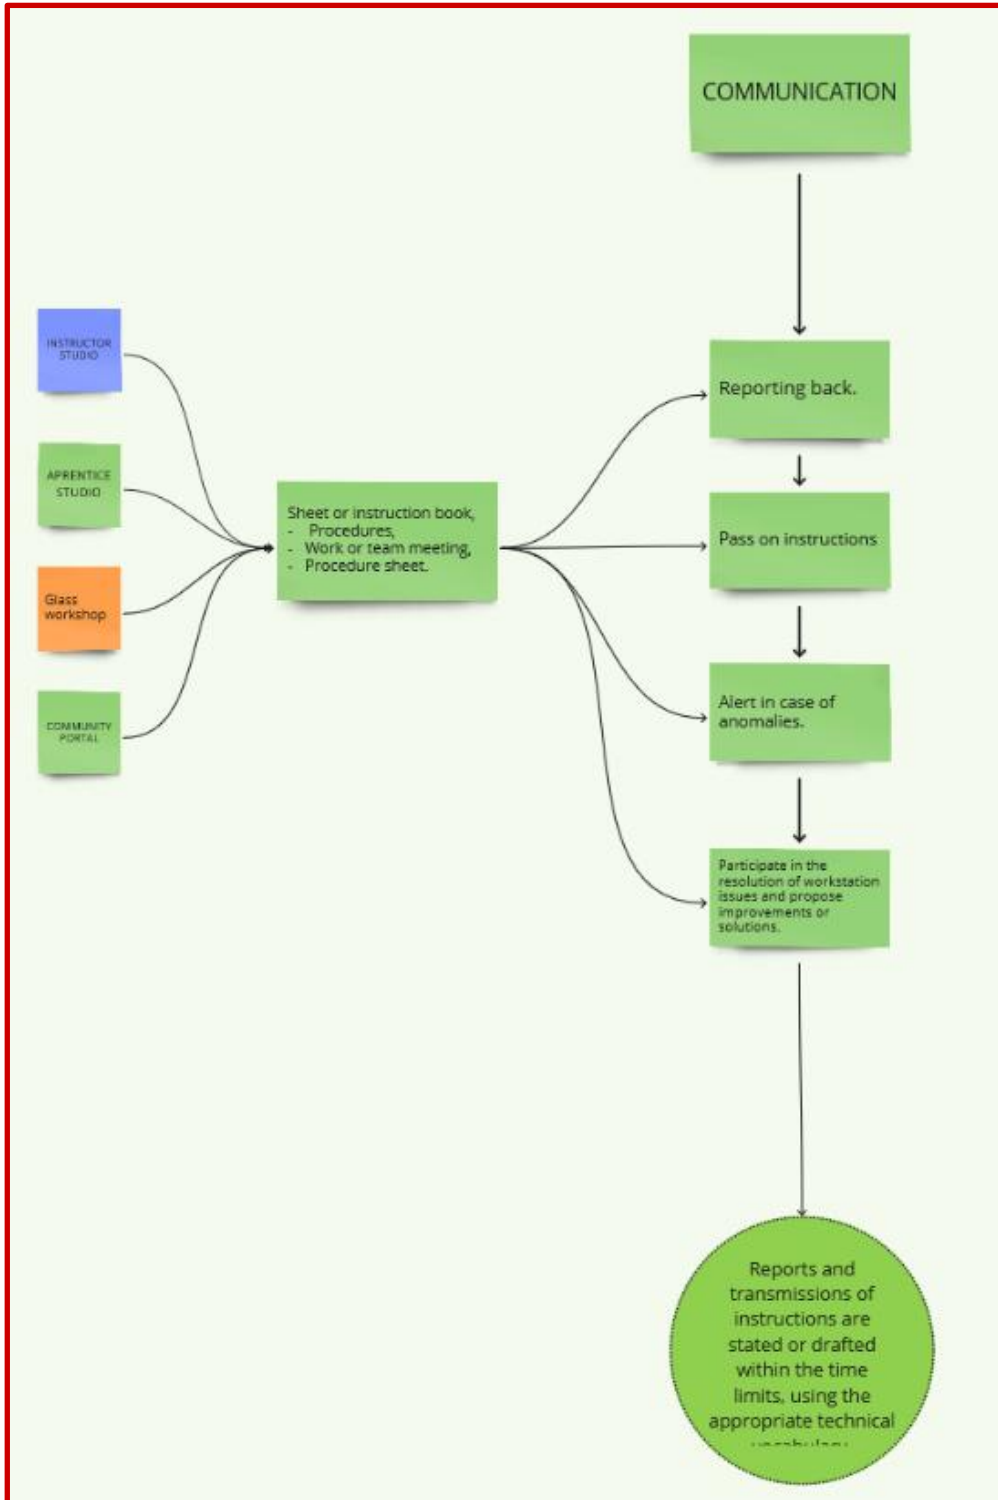 COMMUNICATION
INSTRUCTOR
STUDIO
APRENTICE
STUDIO
Glass
workshop
COMMUNITY
PORTAL
Sheet or instruction book,
- Procedures,
- Work or team meeting,
- Procedure sheet.
Reporting back.
Pass on instructions
Alert in case of
anomalies.
Participate in the
resolution of workstation
issues and propose
improvements or
solutions.
Reports and
transmissions of
instructions are
stated or drafted
within the time
limits, using the
appropriate technical